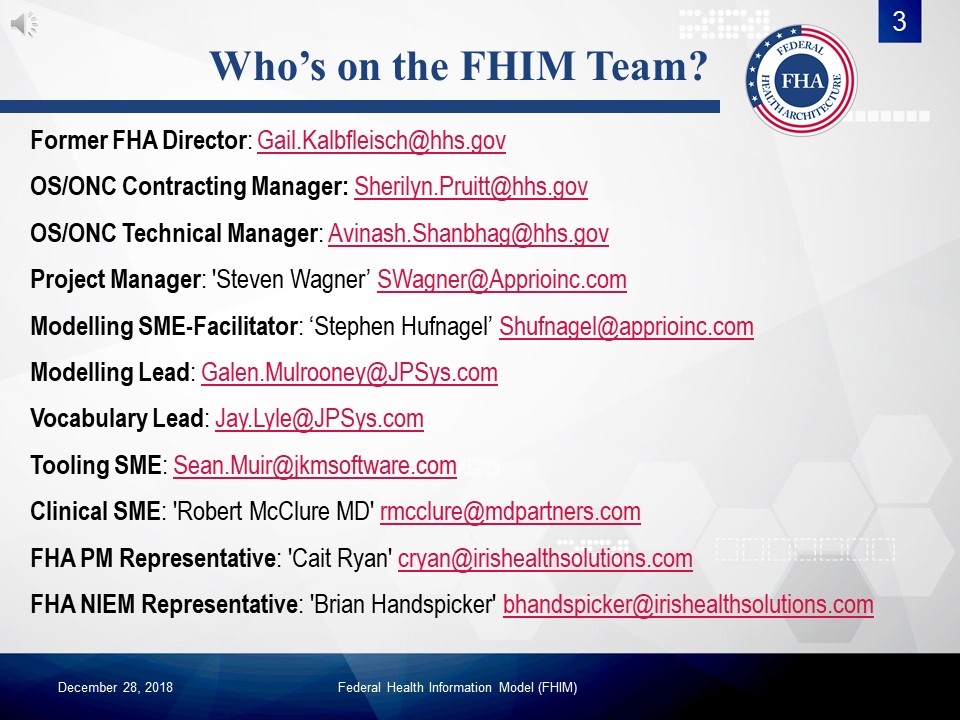 3
Who’s on the FHIM Team?
FEDERAL
FHA
HEALTH ARCHITECTURE
Former FHA Director: Gail.Kalbfleisch@hhs.gov
OS/ONC Contracting Manager: Sherilyn.Pruitt@hhs.gov
OS/ONC Technical Manager: Avinash.Shanbhag@hhs.gov
Project Manager: 'Steven Wagner’ SWagner@Apprioinc.com
Modelling SME-Facilitator: ‘Stephen Hufnagel’ Shufnagel@apprioinc.com
Modelling Lead: Galen.Mulrooney@JPSys.com
Vocabulary Lead: Jay.Lyle@JPSys.com
Tooling SME: Sean.Muir@jkmsoftware.com
Clinical SME: 'Robert McClure MD' rmcclure@mdpartners.com
FHA PM Representative: 'Cait Ryan' cryan@irishealthsolutions.com
FHA NIEM Representative: 'Brian Handspicker' bhandspicker@irishealthsolutions.com
December 28, 2018
Federal Health Information Model (FHIM)